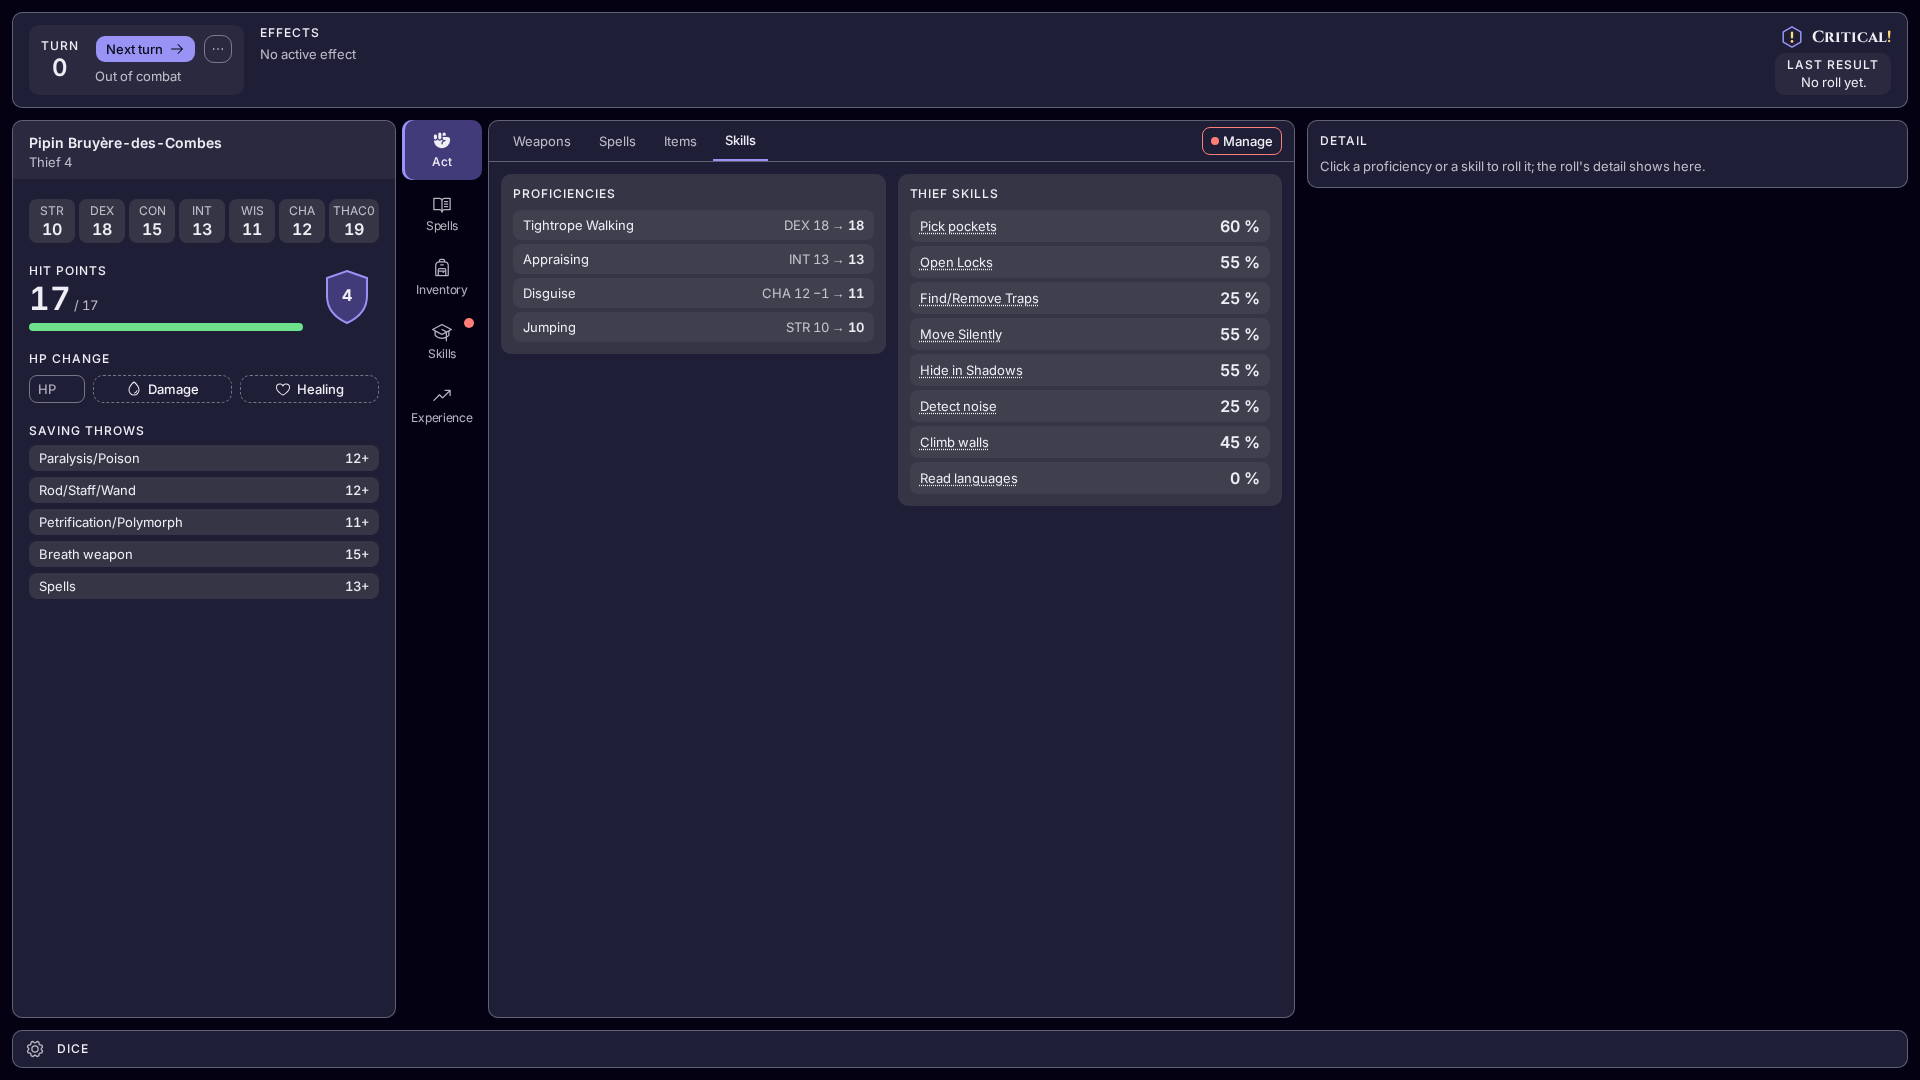 TURN
0
Next turn →
...
Out of combat
EFFECTS
No active effect
CRITICAL!
LAST RESULT
No roll yet.
Pipin Bruyère-des-Combes
Thief 4
STR
10
DEX
18
CON
15
INT
13
WIS
11
CHA
12
THAC0
19
HIT POINTS
17 / 17
4
HP CHANGE
HP
Damage
Healing
SAVING THROWS
Paralysis/Poison 12+
Rod/Staff/Wand 12+
Petrification/Polymorph 11+
Breath weapon 15+
Spells 13+
Act
Spells
Inventory
Skills
Experience
Weapons Spells Items Skills
Manage
PROFICIENCIES
Tightrope Walking DEX 18 → 18
Appraising INT 13 → 13
Disguise CHA 12 −1 → 11
Jumping STR 10 → 10
THIEF SKILLS
Pick pockets 60 %
Open Locks 55 %
Find/Remove Traps 25 %
Move Silently 55 %
Hide in Shadows 55 %
Detect noise 25 %
Climb walls 45 %
Read languages 0 %
DETAIL
Click a proficiency or a skill to roll it; the roll's detail shows here.
DICE